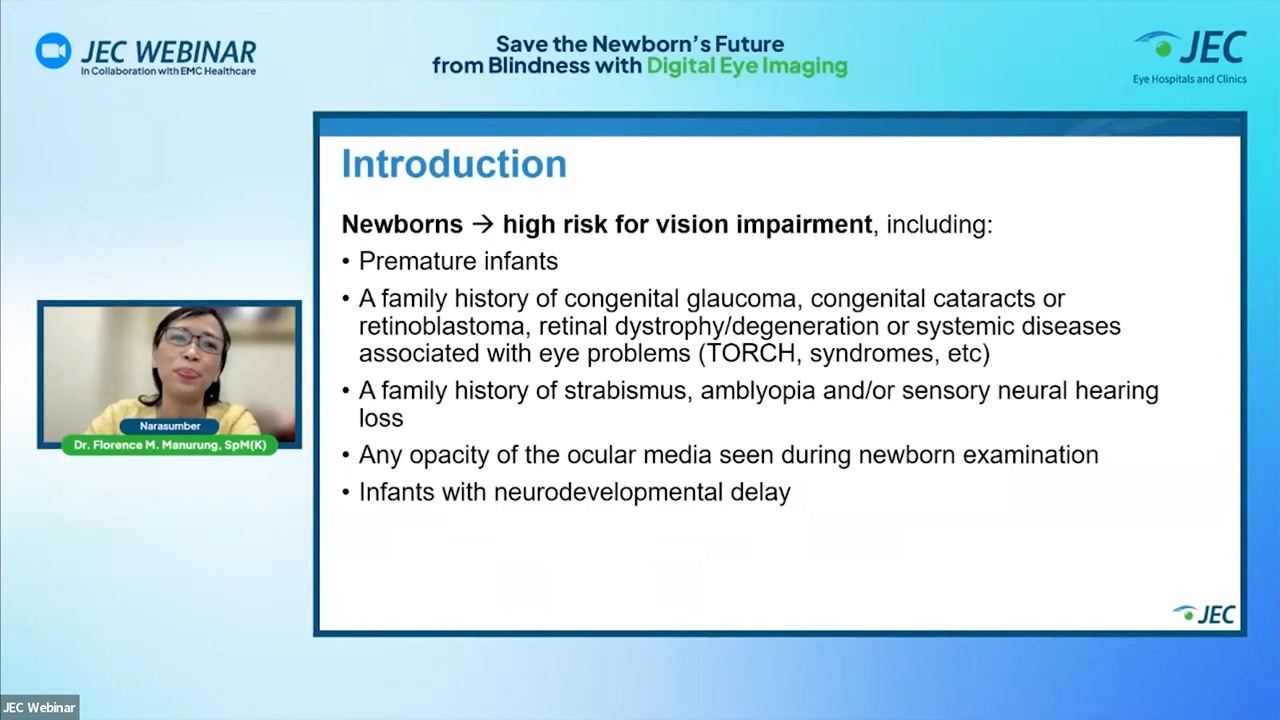 JEC WEBINAR
In Collaboration with EMC Healthcare
Save the Newborn's Future
from Blindness with Digital Eye Imaging
JEC
Eye Hospitals and Clinics
Introduction
Newborns → high risk for vision impairment, including:
• Premature infants
• A family history of congenital glaucoma, congenital cataracts or
retinoblastoma, retinal dystrophy/degeneration or systemic diseases
associated with eye problems (TORCH, syndromes, etc)
• A family history of strabismus, amblyopia and/or sensory neural hearing
loss
• Any opacity of the ocular media seen during newborn examination
• Infants with neurodevelopmental delay
Narasumber
Dr. Florence M. Manurung, SpM(K)
JEC
JEC Webinar